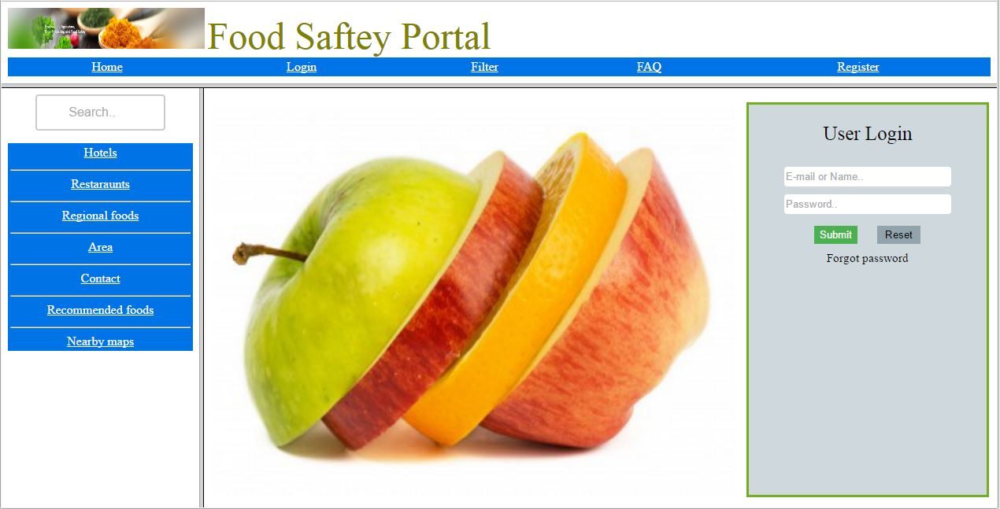 Food Saftey Portal
Home Login Filter FAQ Register
Search..
Hotels
Restaraunts
Regional foods
Area
Contact
Recommended foods
Nearby maps
User Login
E-mail or Name..
Password..
Submit Reset
Forgot password